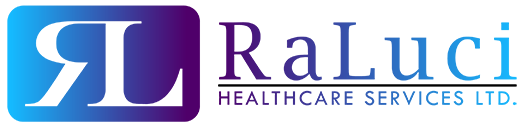 RL
RaLuci
HEALTHCARE SERVICES LTD.